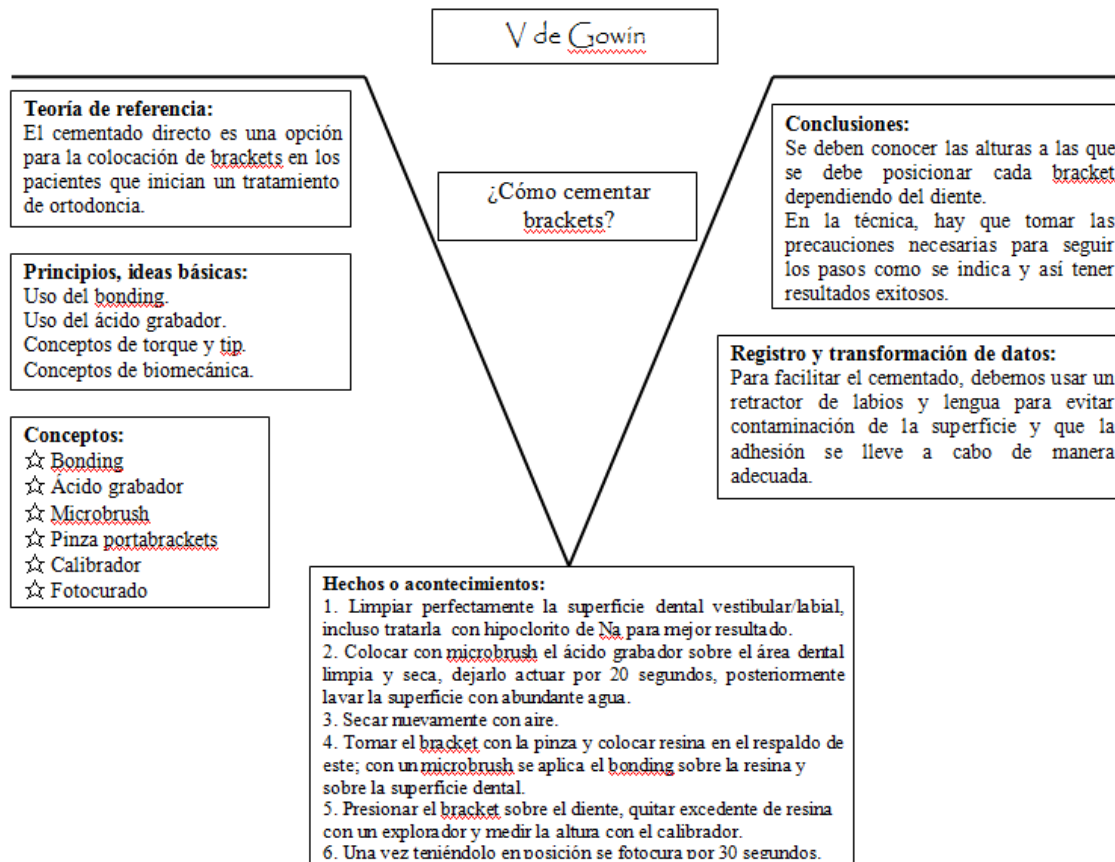 V de Gowin
Teoría de referencia:
El cementado directo es una opción
para la colocación de brackets en los
pacientes que inician un tratamiento
de ortodoncia.
Principios, ideas básicas:
Uso del bonding.
Uso del ácido grabador.
Conceptos de torque y tip.
Conceptos de biomecánica.
Conceptos:
☆ Bonding
☆ Ácido grabador
☆ Microbrush
☆ Pinza portabrackets
☆ Calibrador
☆ Fotocurado
¿Cómo cementar
brackets?
Conclusiones:
Se deben conocer las alturas a las que
se debe posicionar cada bracket
dependiendo del diente.
En la técnica, hay que tomar las
precauciones necesarias para seguir
los pasos como se indica y así tener
resultados exitosos.
Registro y transformación de datos:
Para facilitar el cementado, debemos usar un
retractor de labios y lengua para evitar
contaminación de la superficie y que la
adhesión se lleve a cabo de manera
adecuada.
Hechos o acontecimientos:
1. Limpiar perfectamente la superficie dental vestibular/labial,
incluso tratarla con hipoclorito de Na para mejor resultado.
2. Colocar con microbrush el ácido grabador sobre el área dental
limpia y seca, dejarlo actuar por 20 segundos, posteriormente
lavar la superficie con abundante agua.
3. Secar nuevamente con aire.
4. Tomar el bracket con la pinza y colocar resina en el respaldo de
este; con un microbrush se aplica el bonding sobre la resina y
sobre la superficie dental.
5. Presionar el bracket sobre el diente, quitar excedente de resina
con un explorador y medir la altura con el calibrador.
6. Una vez teniéndolo en posición se fotocura por 30 segundos.